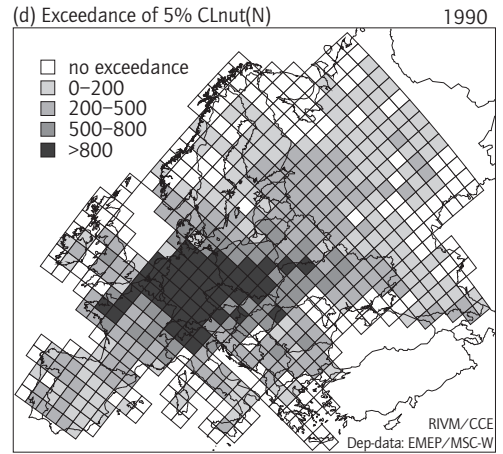 (d) Exceedance of 5% CLnut(N) 1990
no exceedance
0–200
200–500
500–800
>800
RIVM/CCE
Dep-data: EMEP/MSC-W